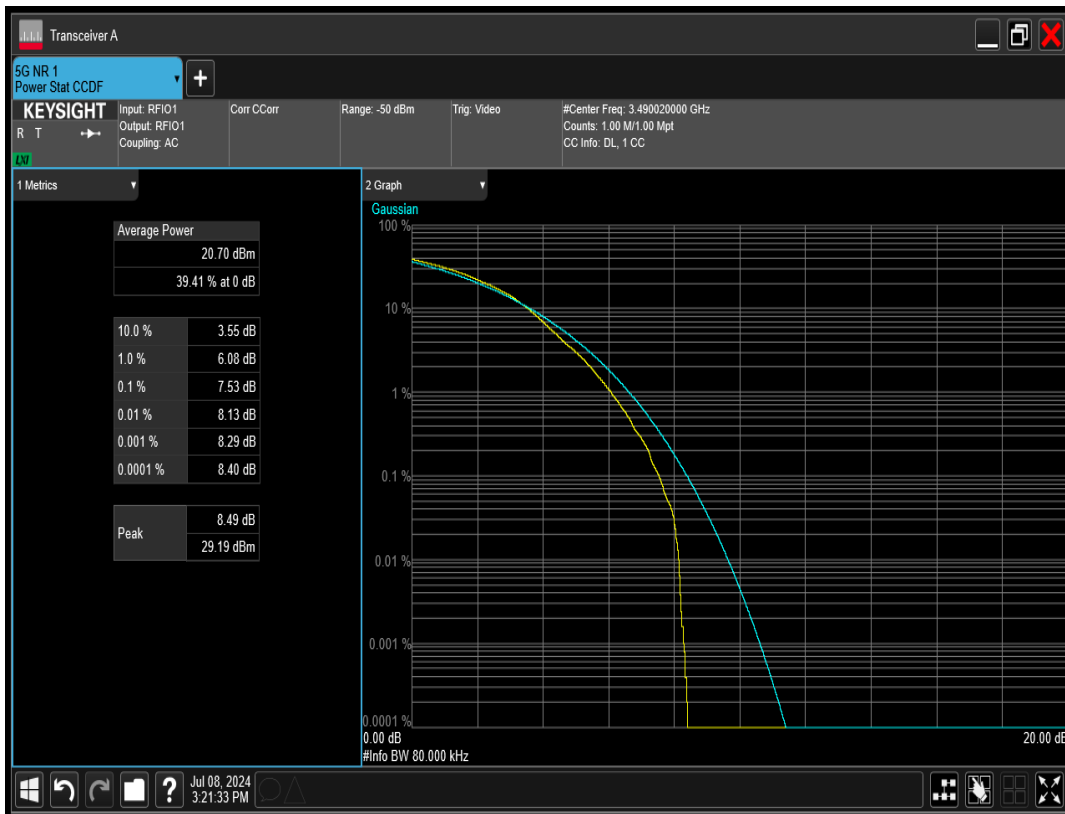 Transceiver A
5G NR 1
Power Stat CCDF
+
KEYSIGHT
R T
LXI
Input: RFIO1
Output: RFIO1
Coupling: AC
Corr CCorr
Range: -50 dBm
Trig: Video
#Center Freq: 3.490020000 GHz
Counts: 1.00 M/1.00 Mpt
CC Info: DL, 1 CC
1 Metrics
Average Power
20.70 dBm
39.41 % at 0 dB
10.0 % 3.55 dB
1.0 % 6.08 dB
0.1 % 7.53 dB
0.01 % 8.13 dB
0.001 % 8.29 dB
0.0001 % 8.40 dB
Peak
8.49 dB
29.19 dBm
2 Graph
Gaussian
100 %
10 %
1 %
0.1 %
0.01 %
0.001 %
0.0001 %
0.00 dB 20.00 dB
#Info BW 80.000 kHz
?
Jul 08, 2024
3:21:33 PM